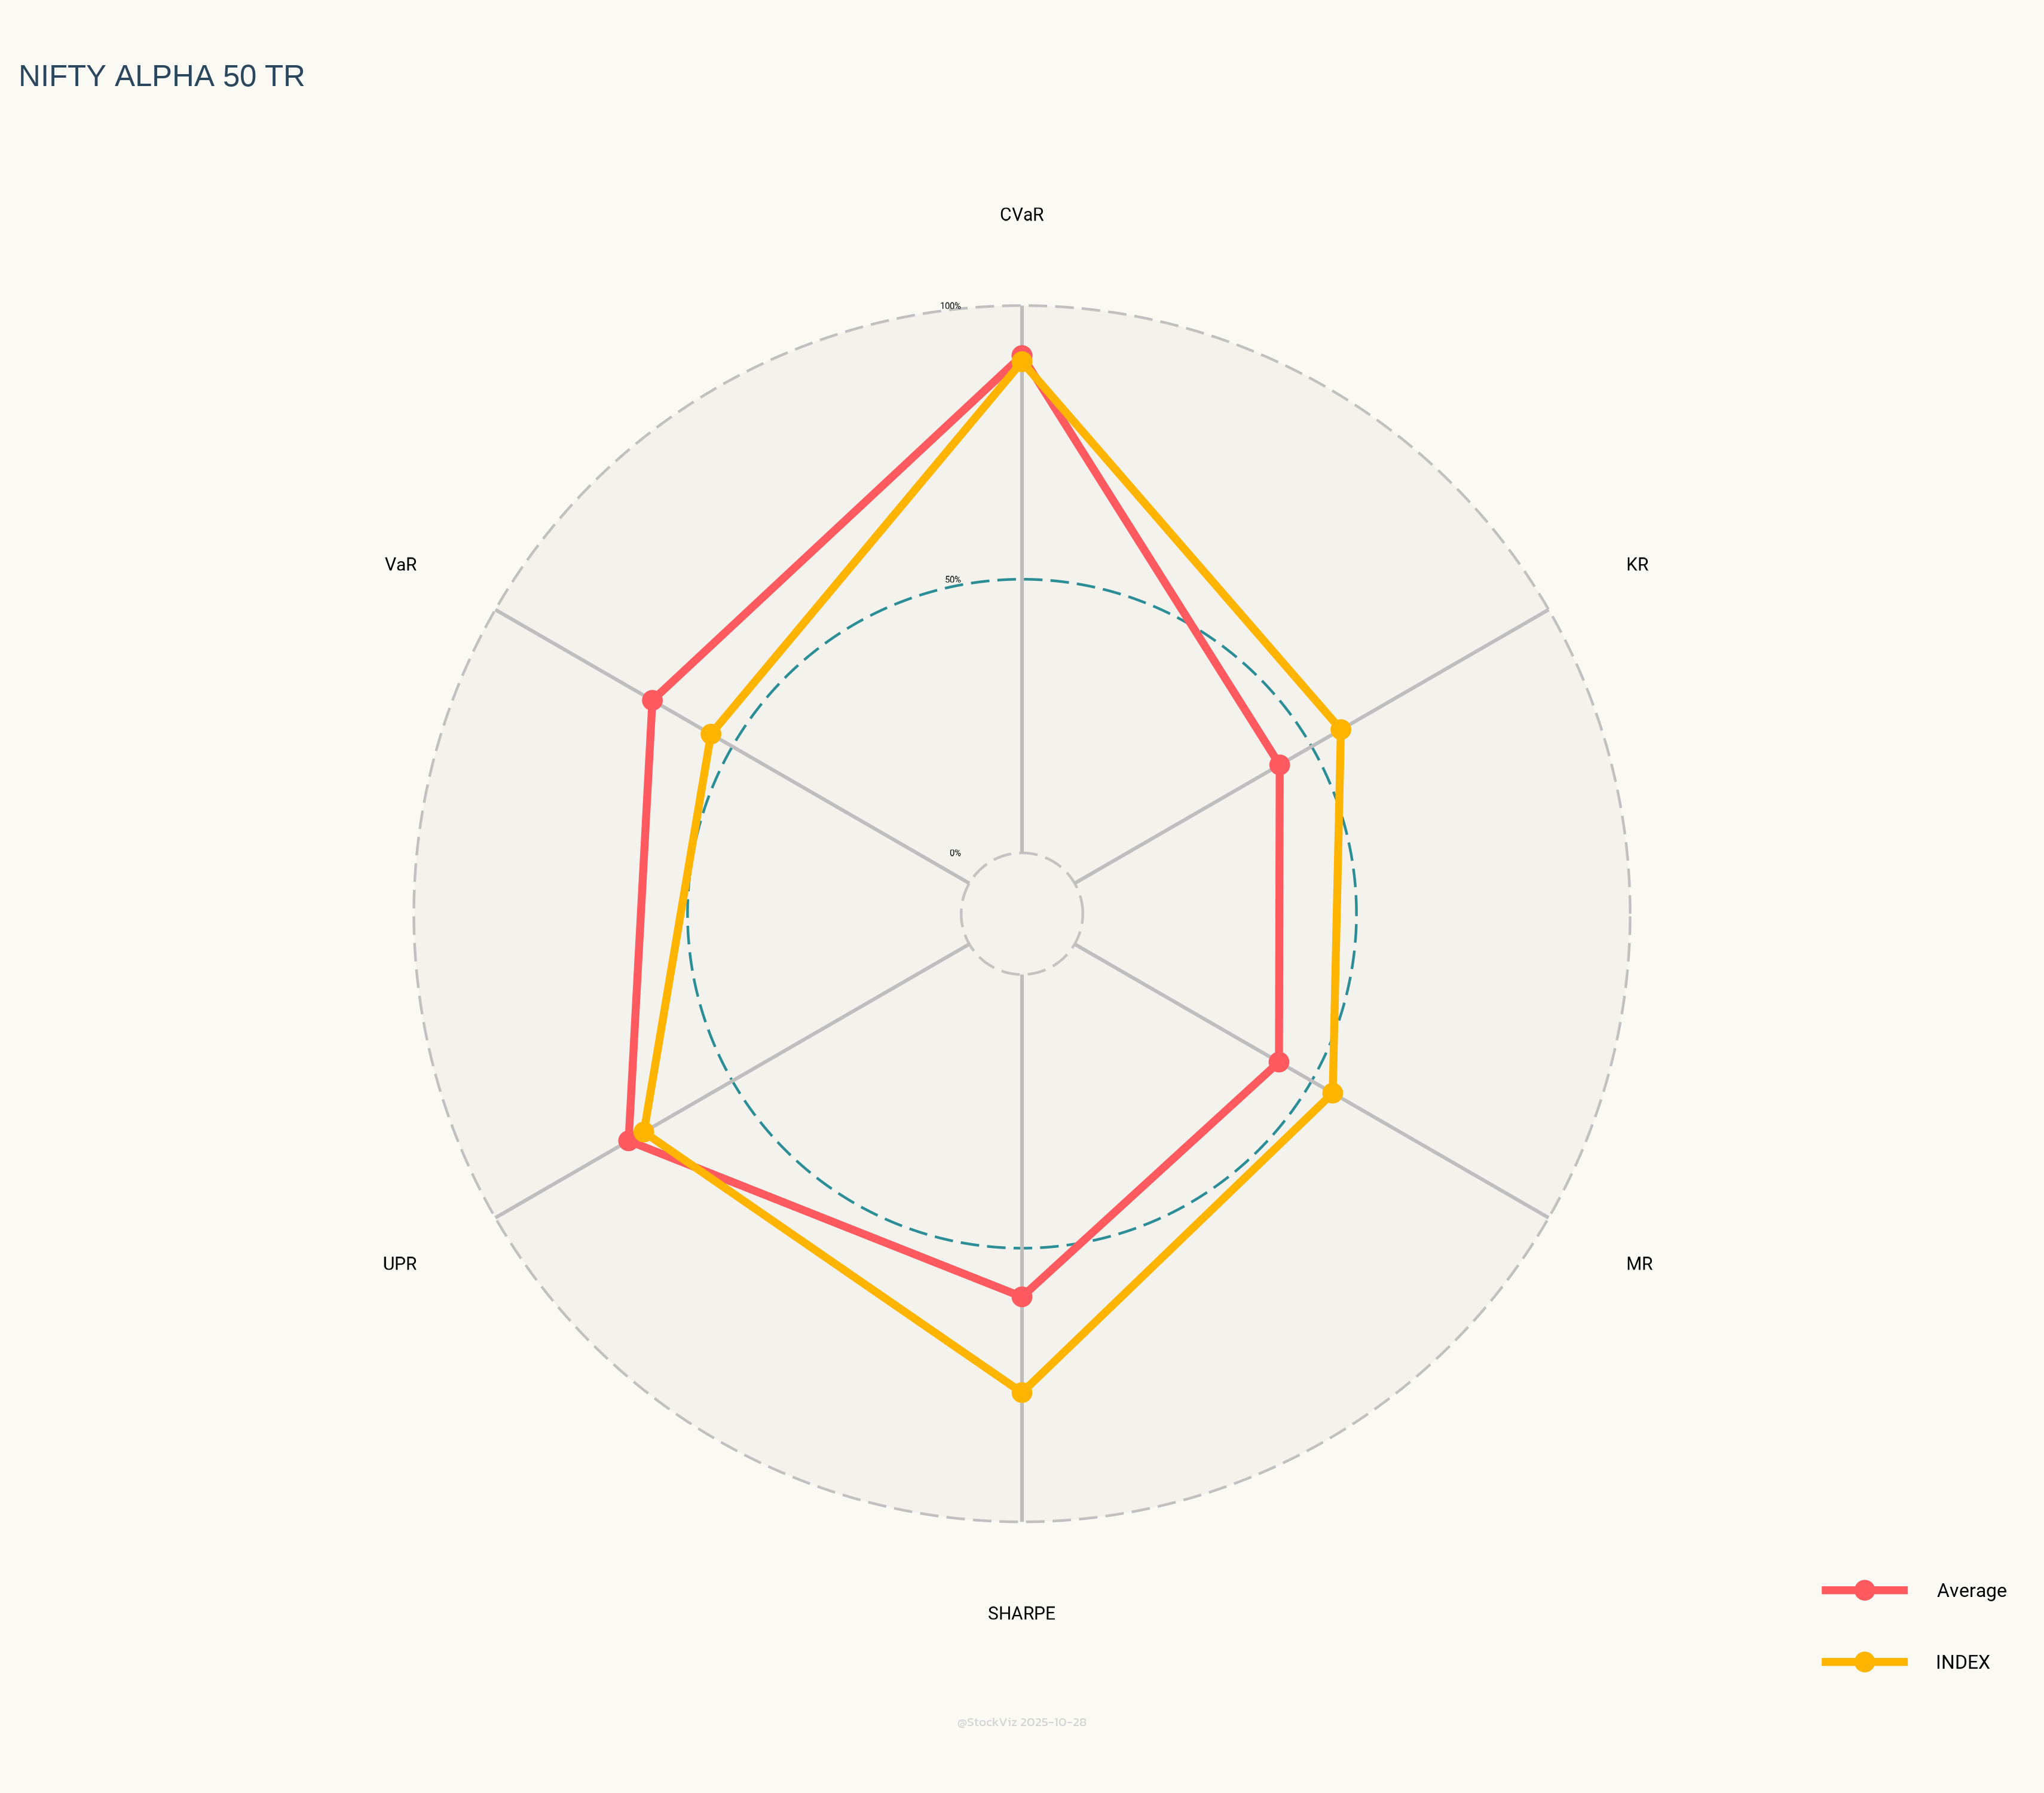 NIFTY ALPHA 50 TR
CVaR
100%
VaR
KR
50%
0%
UPR
MR
SHARPE
Average
INDEX
@StockViz 2025-10-28